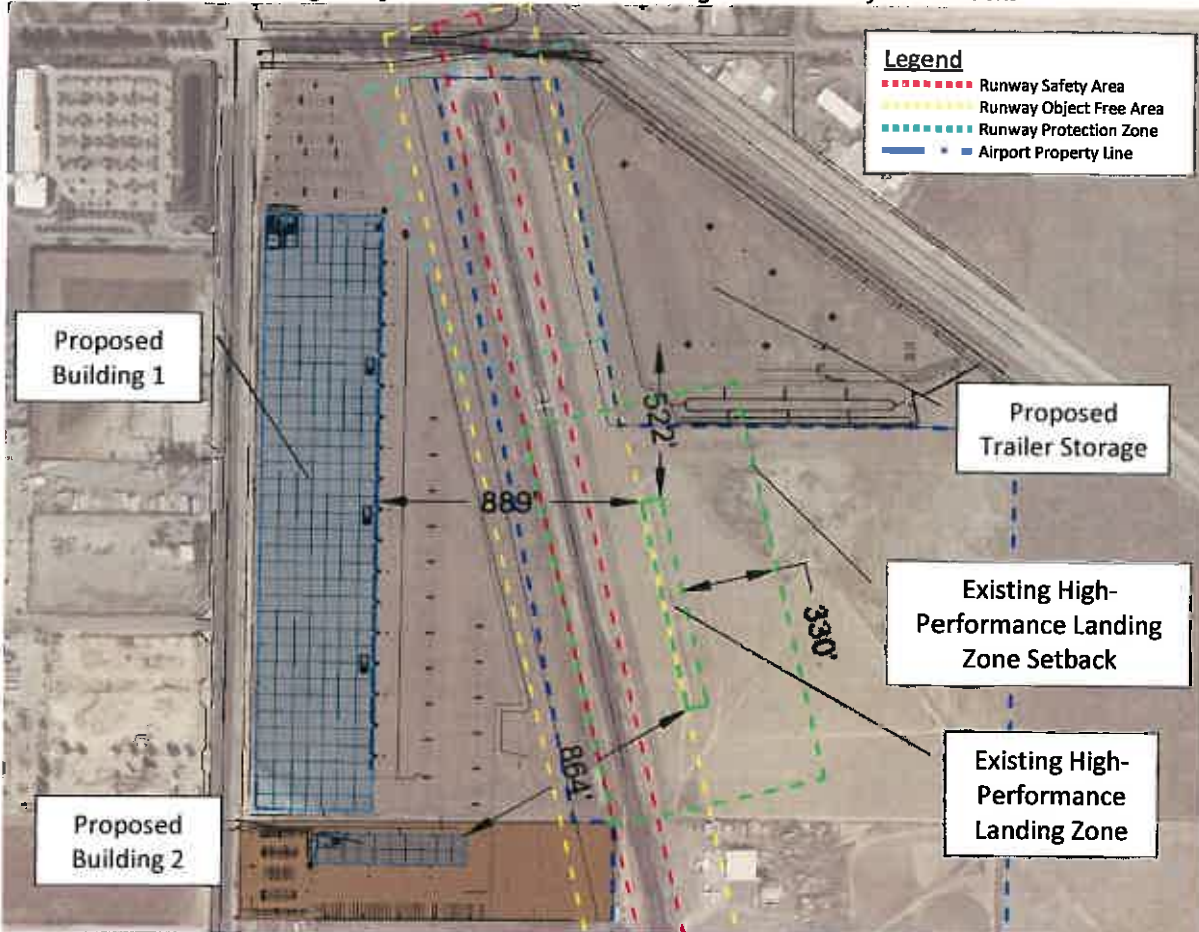 Legend
Runway Safety Area
Runway Object Free Area
Runway Protection Zone
Airport Property Line
Proposed
Building 1
522'
Proposed
Trailer Storage
889'
Existing High-
Performance Landing
Zone Setback
330'
864'
Existing High-
Performance
Landing Zone
Proposed
Building 2